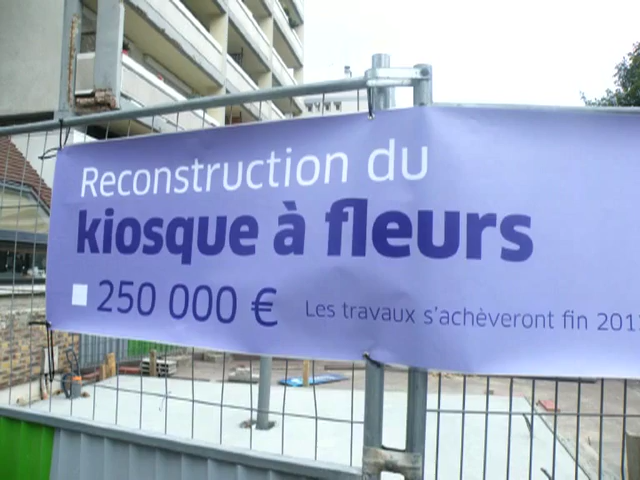 Reconstruction du
kiosque à fleurs
250 000 €
Les travaux s'achèveront fin